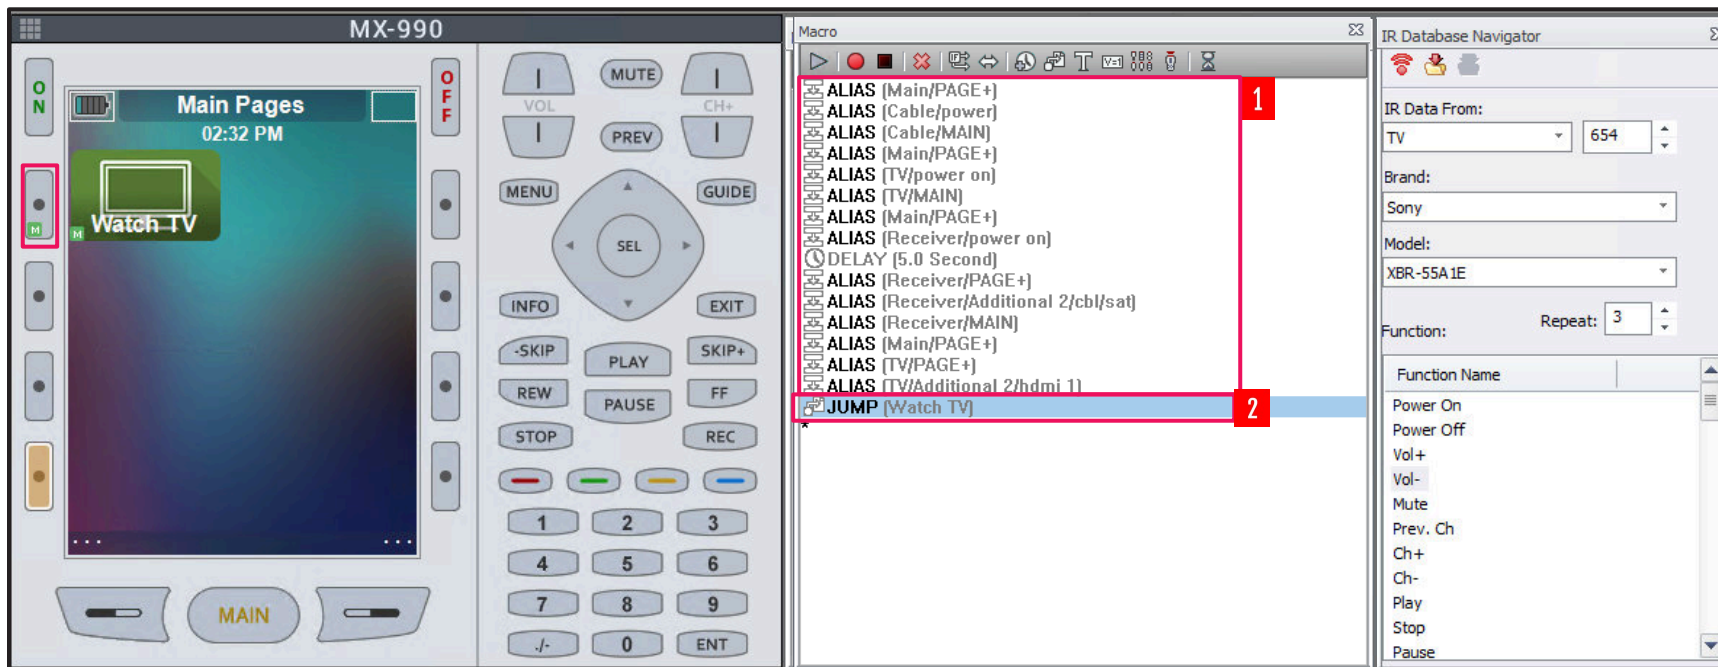 MX-990
ON
OFF
Main Pages
02:32 PM
M
M
Watch TV
MAIN
VOL
MUTE
CH+
PREV
MENU
GUIDE
SEL
INFO
EXIT
-SKIP
PLAY
SKIP+
REW
PAUSE
FF
STOP
REC
1 2 3
4 5 6
7 8 9
./- 0 ENT
Macro
V=1
ALIAS (Main/PAGE+)
ALIAS (Cable/power)
ALIAS (Cable/MAIN)
ALIAS (Main/PAGE+)
ALIAS (TV/power on)
ALIAS (TV/MAIN)
ALIAS (Main/PAGE+)
ALIAS (Receiver/power on)
DELAY (5.0 Second)
ALIAS (Receiver/PAGE+)
ALIAS (Receiver/Additional 2/cbl/sat)
ALIAS (Receiver/MAIN)
ALIAS (Main/PAGE+)
ALIAS (TV/PAGE+)
ALIAS (TV/Additional 2/hdmi 1)
JUMP (Watch TV)
*
1
2
IR Database Navigator
IR Data From:
TV 654
Brand:
Sony
Model:
XBR-55A1E
Function: Repeat: 3
Function Name
Power On
Power Off
Vol+
Vol-
Mute
Prev. Ch
Ch+
Ch-
Play
Stop
Pause